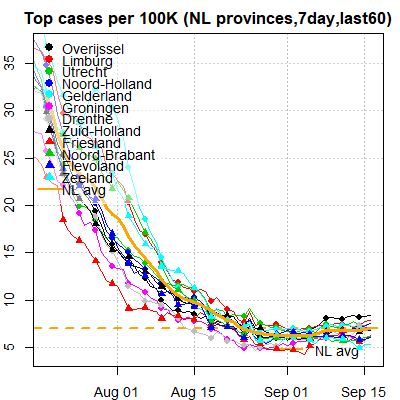 Top cases per 100K (NL provinces,7day,last60)
Overijssel
Limburg
Utrecht
Noord-Holland
Gelderland
Groningen
Drenthe
Zuid-Holland
Friesland
Noord-Brabant
Flevoland
Zeeland
NL avg
35
30
25
20
15
10
5
NL avg
Aug 01
Aug 15
Sep 01
Sep 15